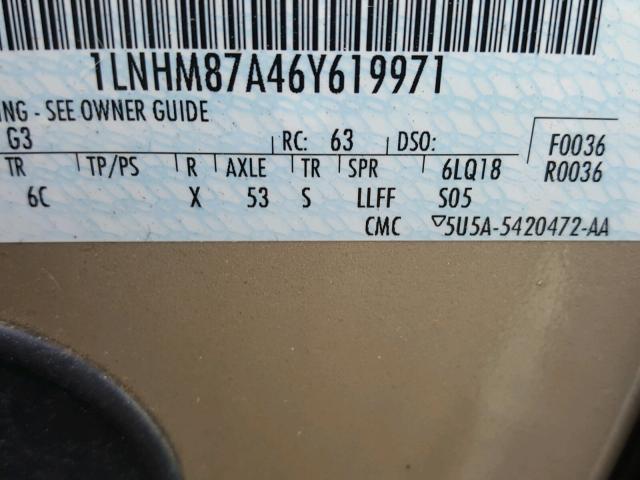 1LNHM87A46Y619971
ING - SEE OWNER GUIDE
G3 RC: 63 DSO:
F0036
R0036
TR TP/PS R AXLE TR SPR 6LQ18
6C X 53 S LLFF S05
CMC ▽5U5A-5420472-AA